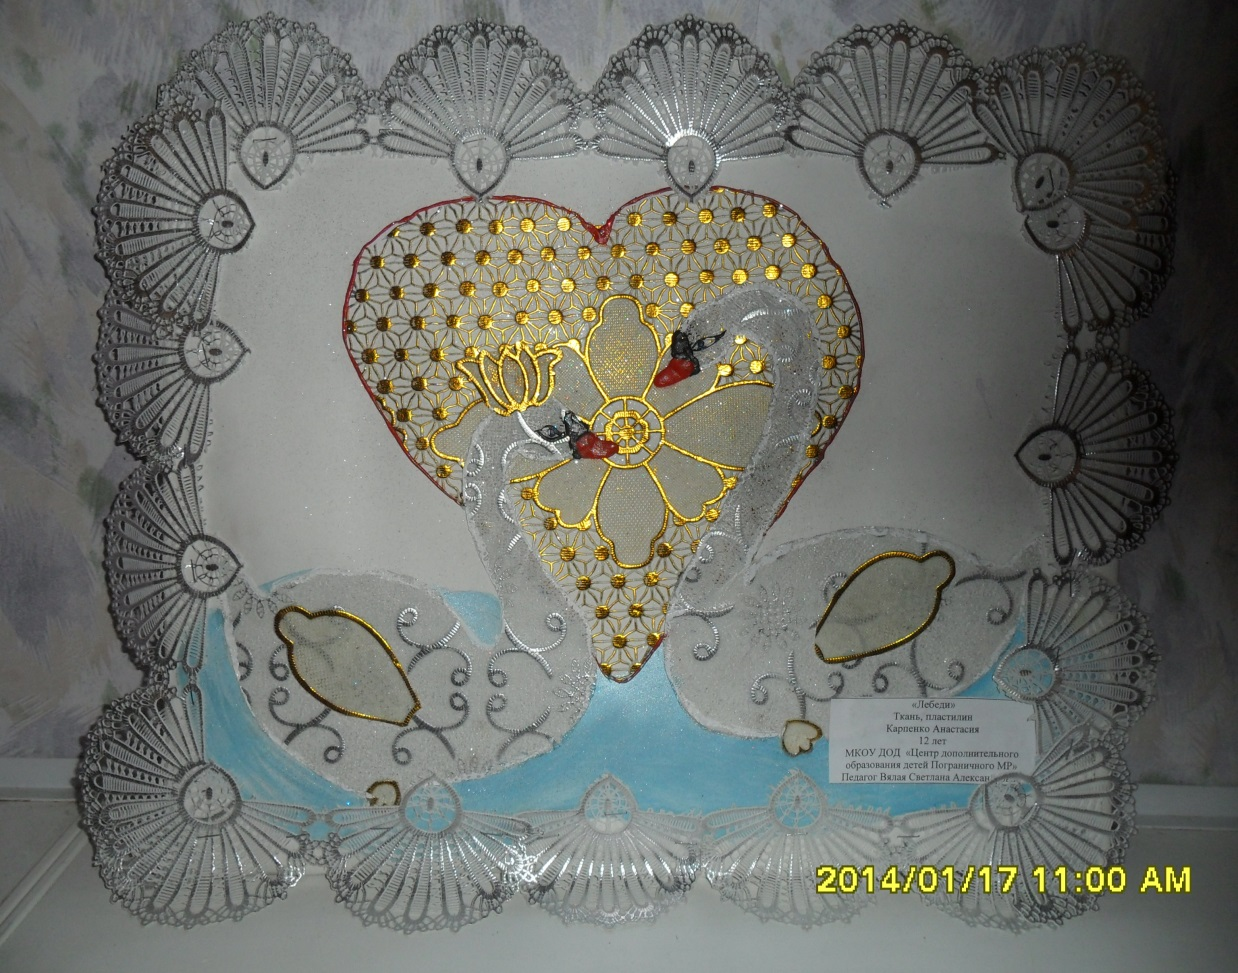 «Лебеди»
Ткань, пластилин
Карпенко Анастасия
12 лет
МКОУ ДОД «Центр дополнительного
образования детей Пограничного МР»
Педагог Вялая Светлана
2014/01/17 11:00 AM